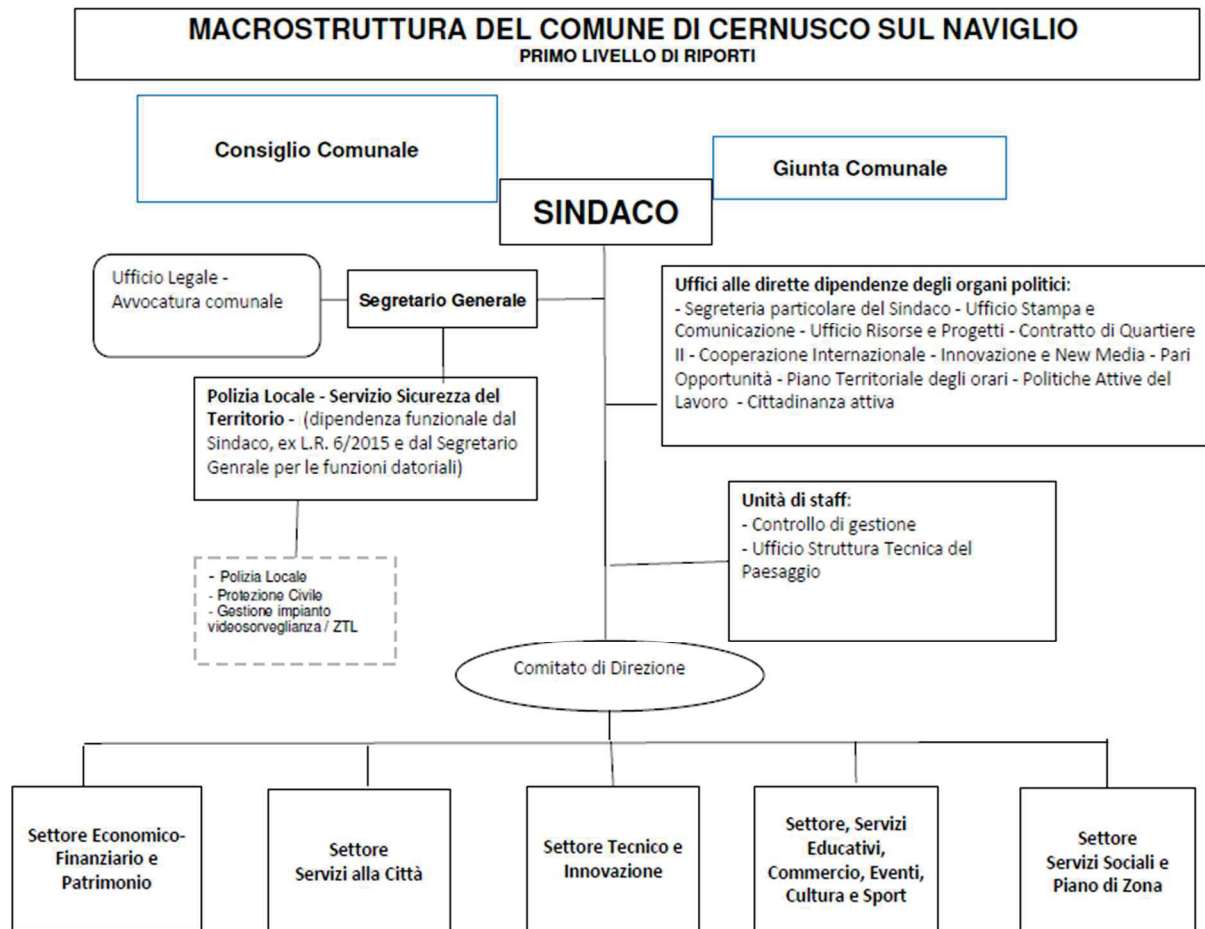 MACROSTRUTTURA DEL COMUNE DI CERNUSCO SUL NAVIGLIO
PRIMO LIVELLO DI RIPORTI
Consiglio Comunale
Giunta Comunale
SINDACO
Ufficio Legale -
Avvocatura comunale
Segretario Generale
Uffici alle dirette dipendenze degli organi politici:
- Segreteria particolare del Sindaco - Ufficio Stampa e
Comunicazione - Ufficio Risorse e Progetti - Contratto di Quartiere
II - Cooperazione Internazionale - Innovazione e New Media - Pari
Opportunità - Piano Territoriale degli orari - Politiche Attive del
Lavoro - Cittadinanza attiva
Polizia Locale - Servizio Sicurezza del
Territorio - (dipendenza funzionale dal
Sindaco, ex L.R. 6/2015 e dal Segretario
Genrale per le funzioni datoriali)
Unità di staff:
- Controllo di gestione
- Ufficio Struttura Tecnica del
Paesaggio
- Polizia Locale
- Protezione Civile
- Gestione impianto
videosorveglianza / ZTL
Comitato di Direzione
Settore Economico-
Finanziario e
Patrimonio
Settore
Servizi alla Città
Settore Tecnico e
Innovazione
Settore, Servizi
Educativi,
Commercio, Eventi,
Cultura e Sport
Settore
Servizi Sociali e
Piano di Zona